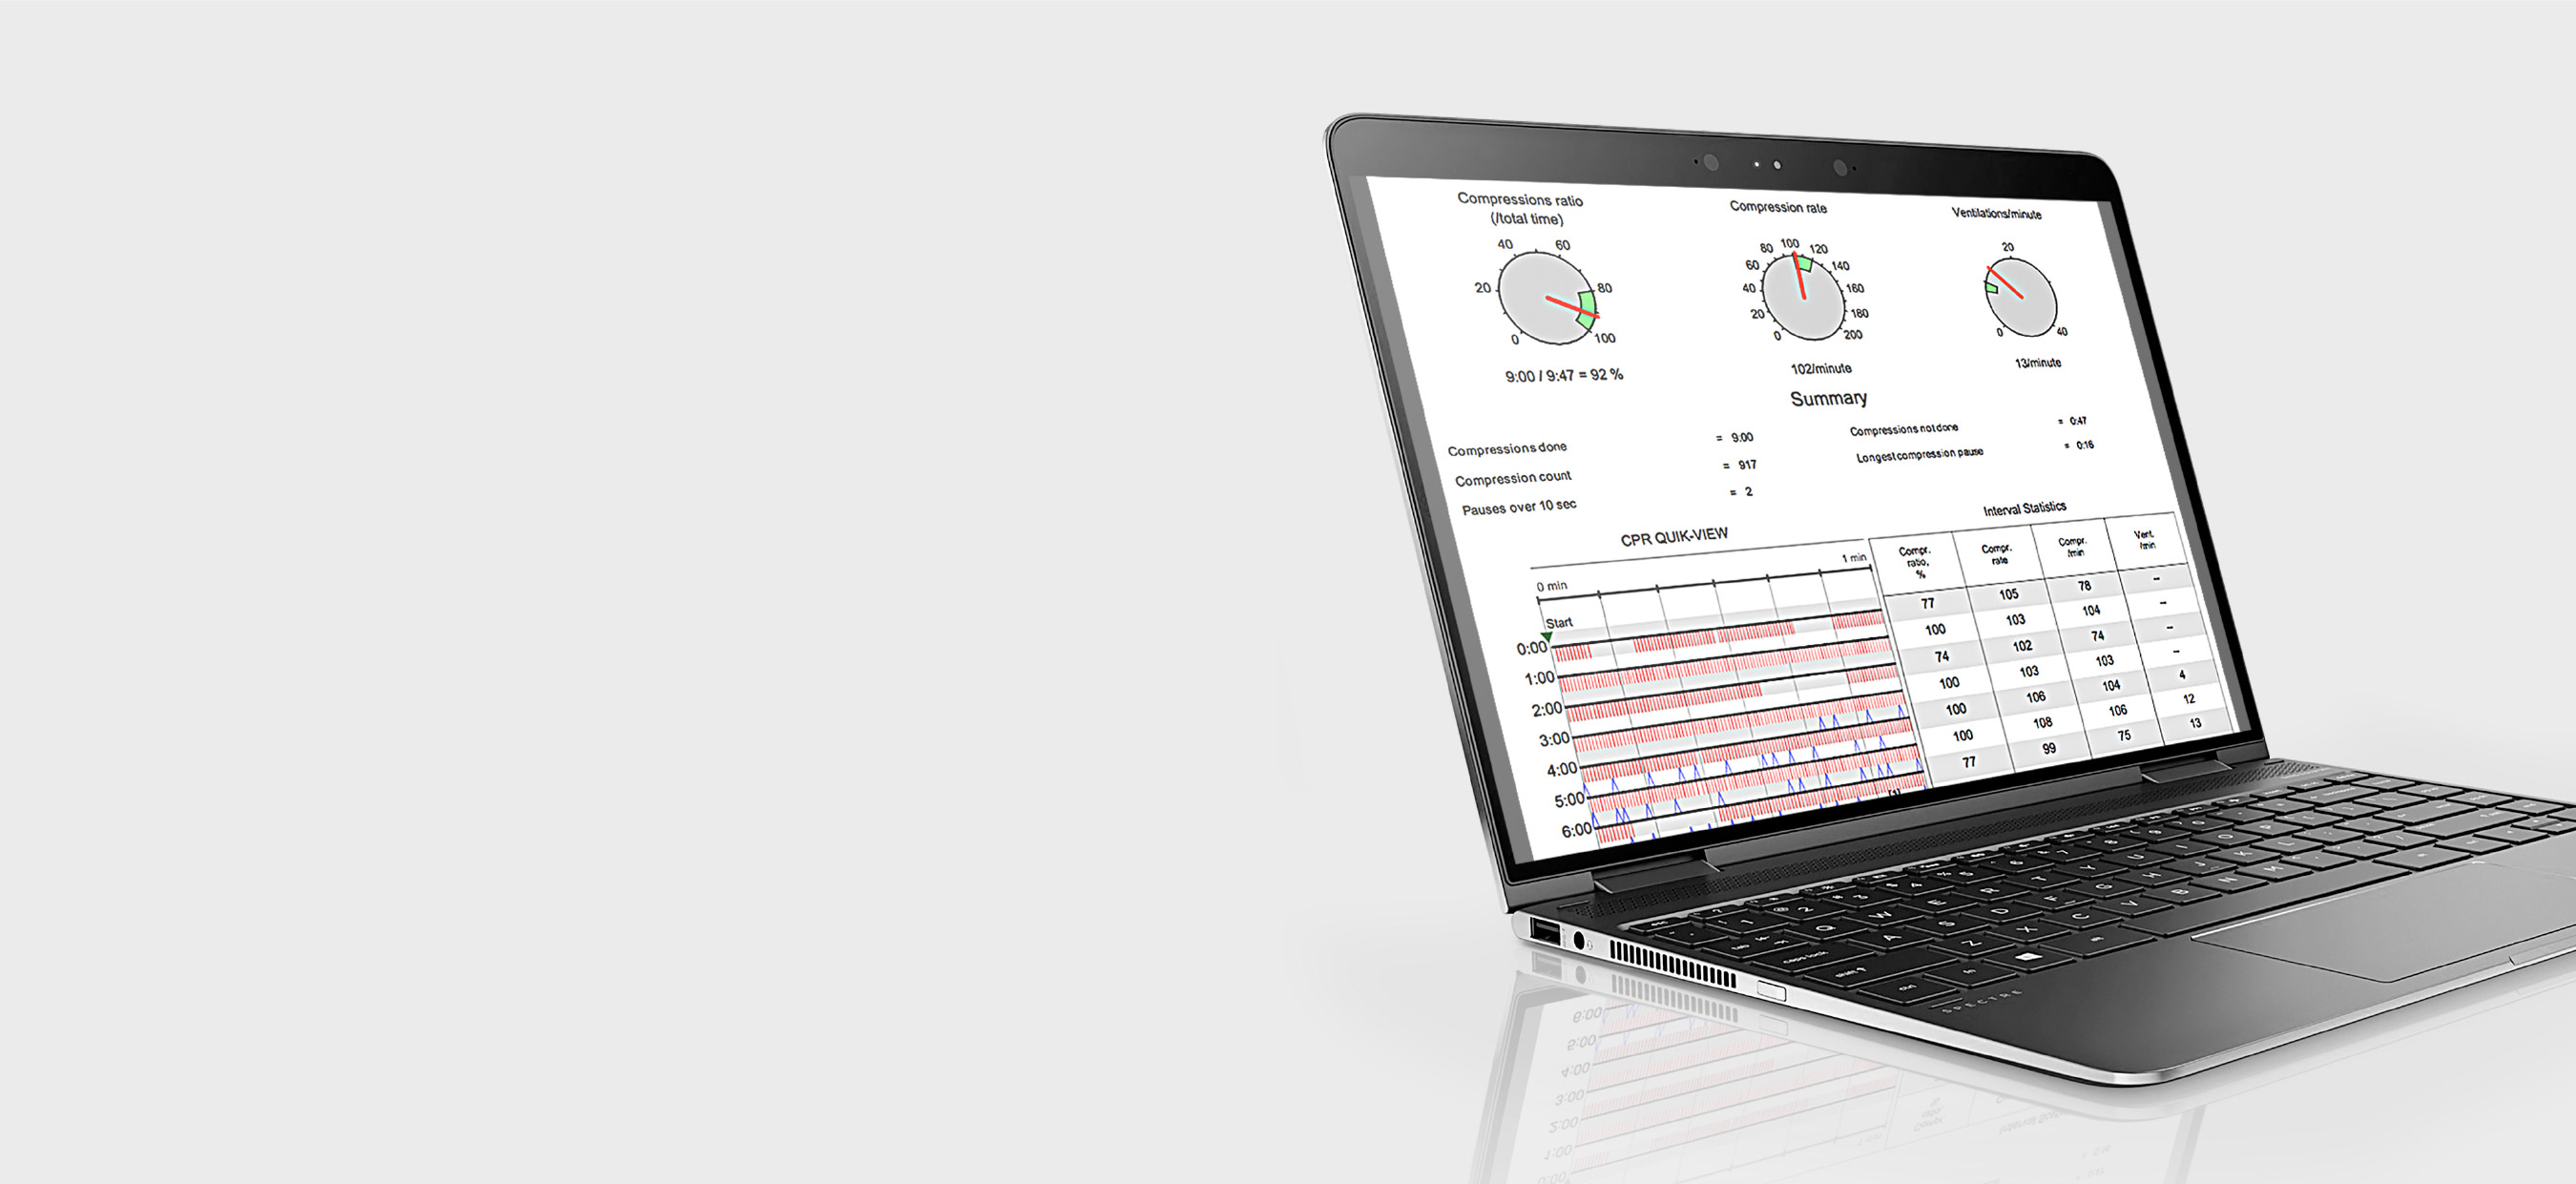 Compressions ratio
(/total time)
40 60
20 80
0 100
9:00 / 9:47 = 92 %
Compression rate
80 100 120
60 140
40 160
20 180
0 200
102/minute
Ventilations/minute
20
0 40
13/minute
Summary
Compressions done = 9:00
Compression count = 917
Pauses over 10 sec = 2
Compressions not done = 0:47
Longest compression pause = 0:16
CPR QUIK-VIEW
0 min 1 min
Start
0:00
1:00
2:00
3:00
4:00
5:00
6:00
Interval Statistics
Compr. ratio, % Compr. rate Compr. /min Vent. /min
77 105 78 --
100 103 104 --
74 102 74 --
100 103 103 --
100 106 104 4
100 108 106 12
77 99 75 13
SPECTRE